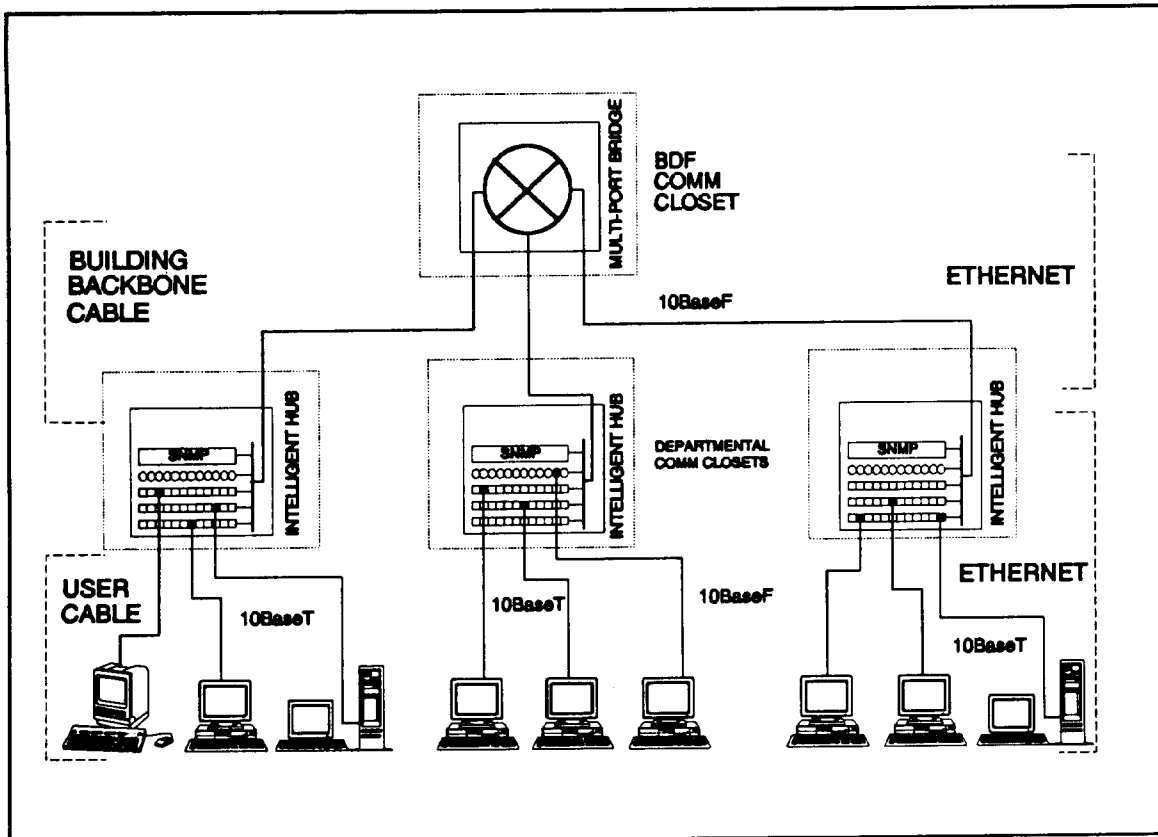 MULTI-PORT BRIDGE
BDF
COMM
CLOSET
BUILDING
BACKBONE
CABLE
10BaseF
ETHERNET
INTELLIGENT HUB
SNMP
INTELLIGENT HUB
SNMP
DEPARTMENTAL
COMM CLOSETS
INTELLIGENT HUB
SNMP
USER
CABLE
10BaseT
10BaseT
10BaseF
ETHERNET
10BaseT